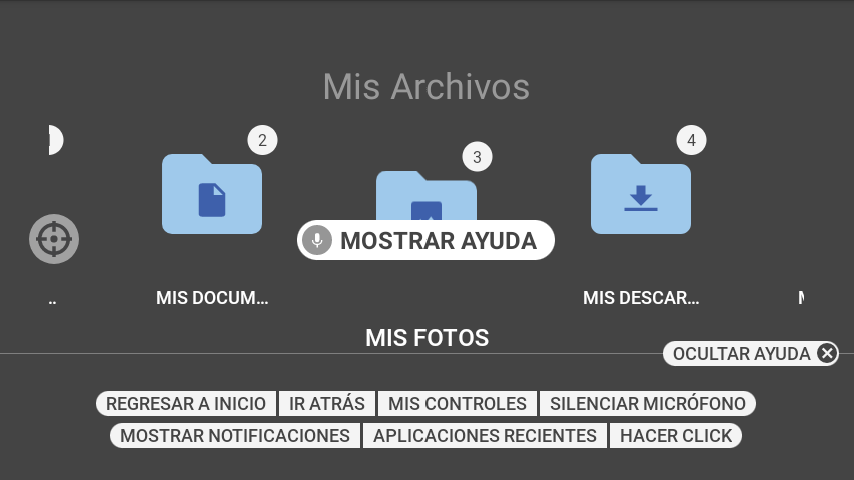 Mis Archivos
2
3
4
MOSTRAR AYUDA
MIS DOCUM...
MIS DESCAR...
MIS FOTOS
OCULTAR AYUDA
REGRESAR A INICIO IR ATRÁS MIS CONTROLES SILENCIAR MICRÓFONO
MOSTRAR NOTIFICACIONES APLICACIONES RECIENTES HACER CLICK